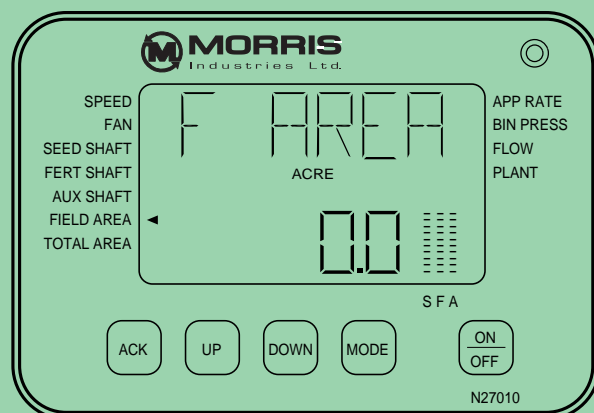 MORRIS
Industries Ltd.
SPEED
FAN
SEED SHAFT
FERT SHAFT
AUX SHAFT
FIELD AREA
TOTAL AREA
F AREA
ACRE
0.0
APP RATE
BIN PRESS
FLOW
PLANT
S F A
ACK
UP
DOWN
MODE
ON
OFF
N27010